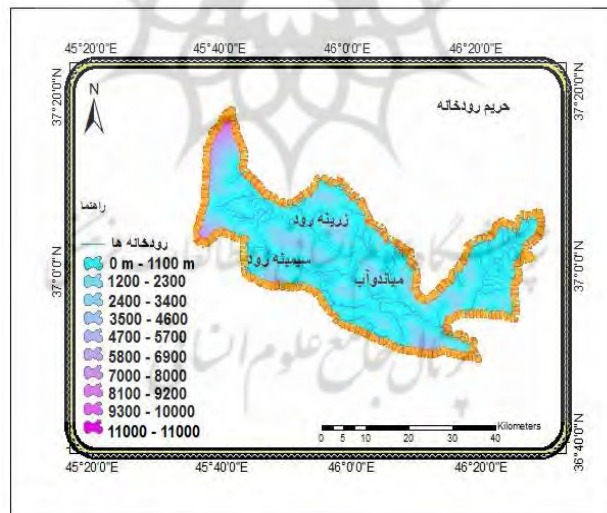 45°20'0"E 45°40'0"E 46°0'0"E 46°20'0"E
37°20'0"N
37°20'0"N
N
حریم رودخانه
راهنما
رودخانه ها
0 m - 1100 m
1200 - 2300
2400 - 3400
3500 - 4600
4700 - 5700
5800 - 6900
7000 - 8000
8100 - 9200
9300 - 10000
11000 - 11000
زرینه رود
سیمینه رود
میاندوآب
37°0'0"N
37°0'0"N
پرتال جامع علوم انسانی
Kilometers
0 5 10 20 30 40
36°40'0"N
45°20'0"E 45°40'0"E 46°0'0"E 46°20'0"E